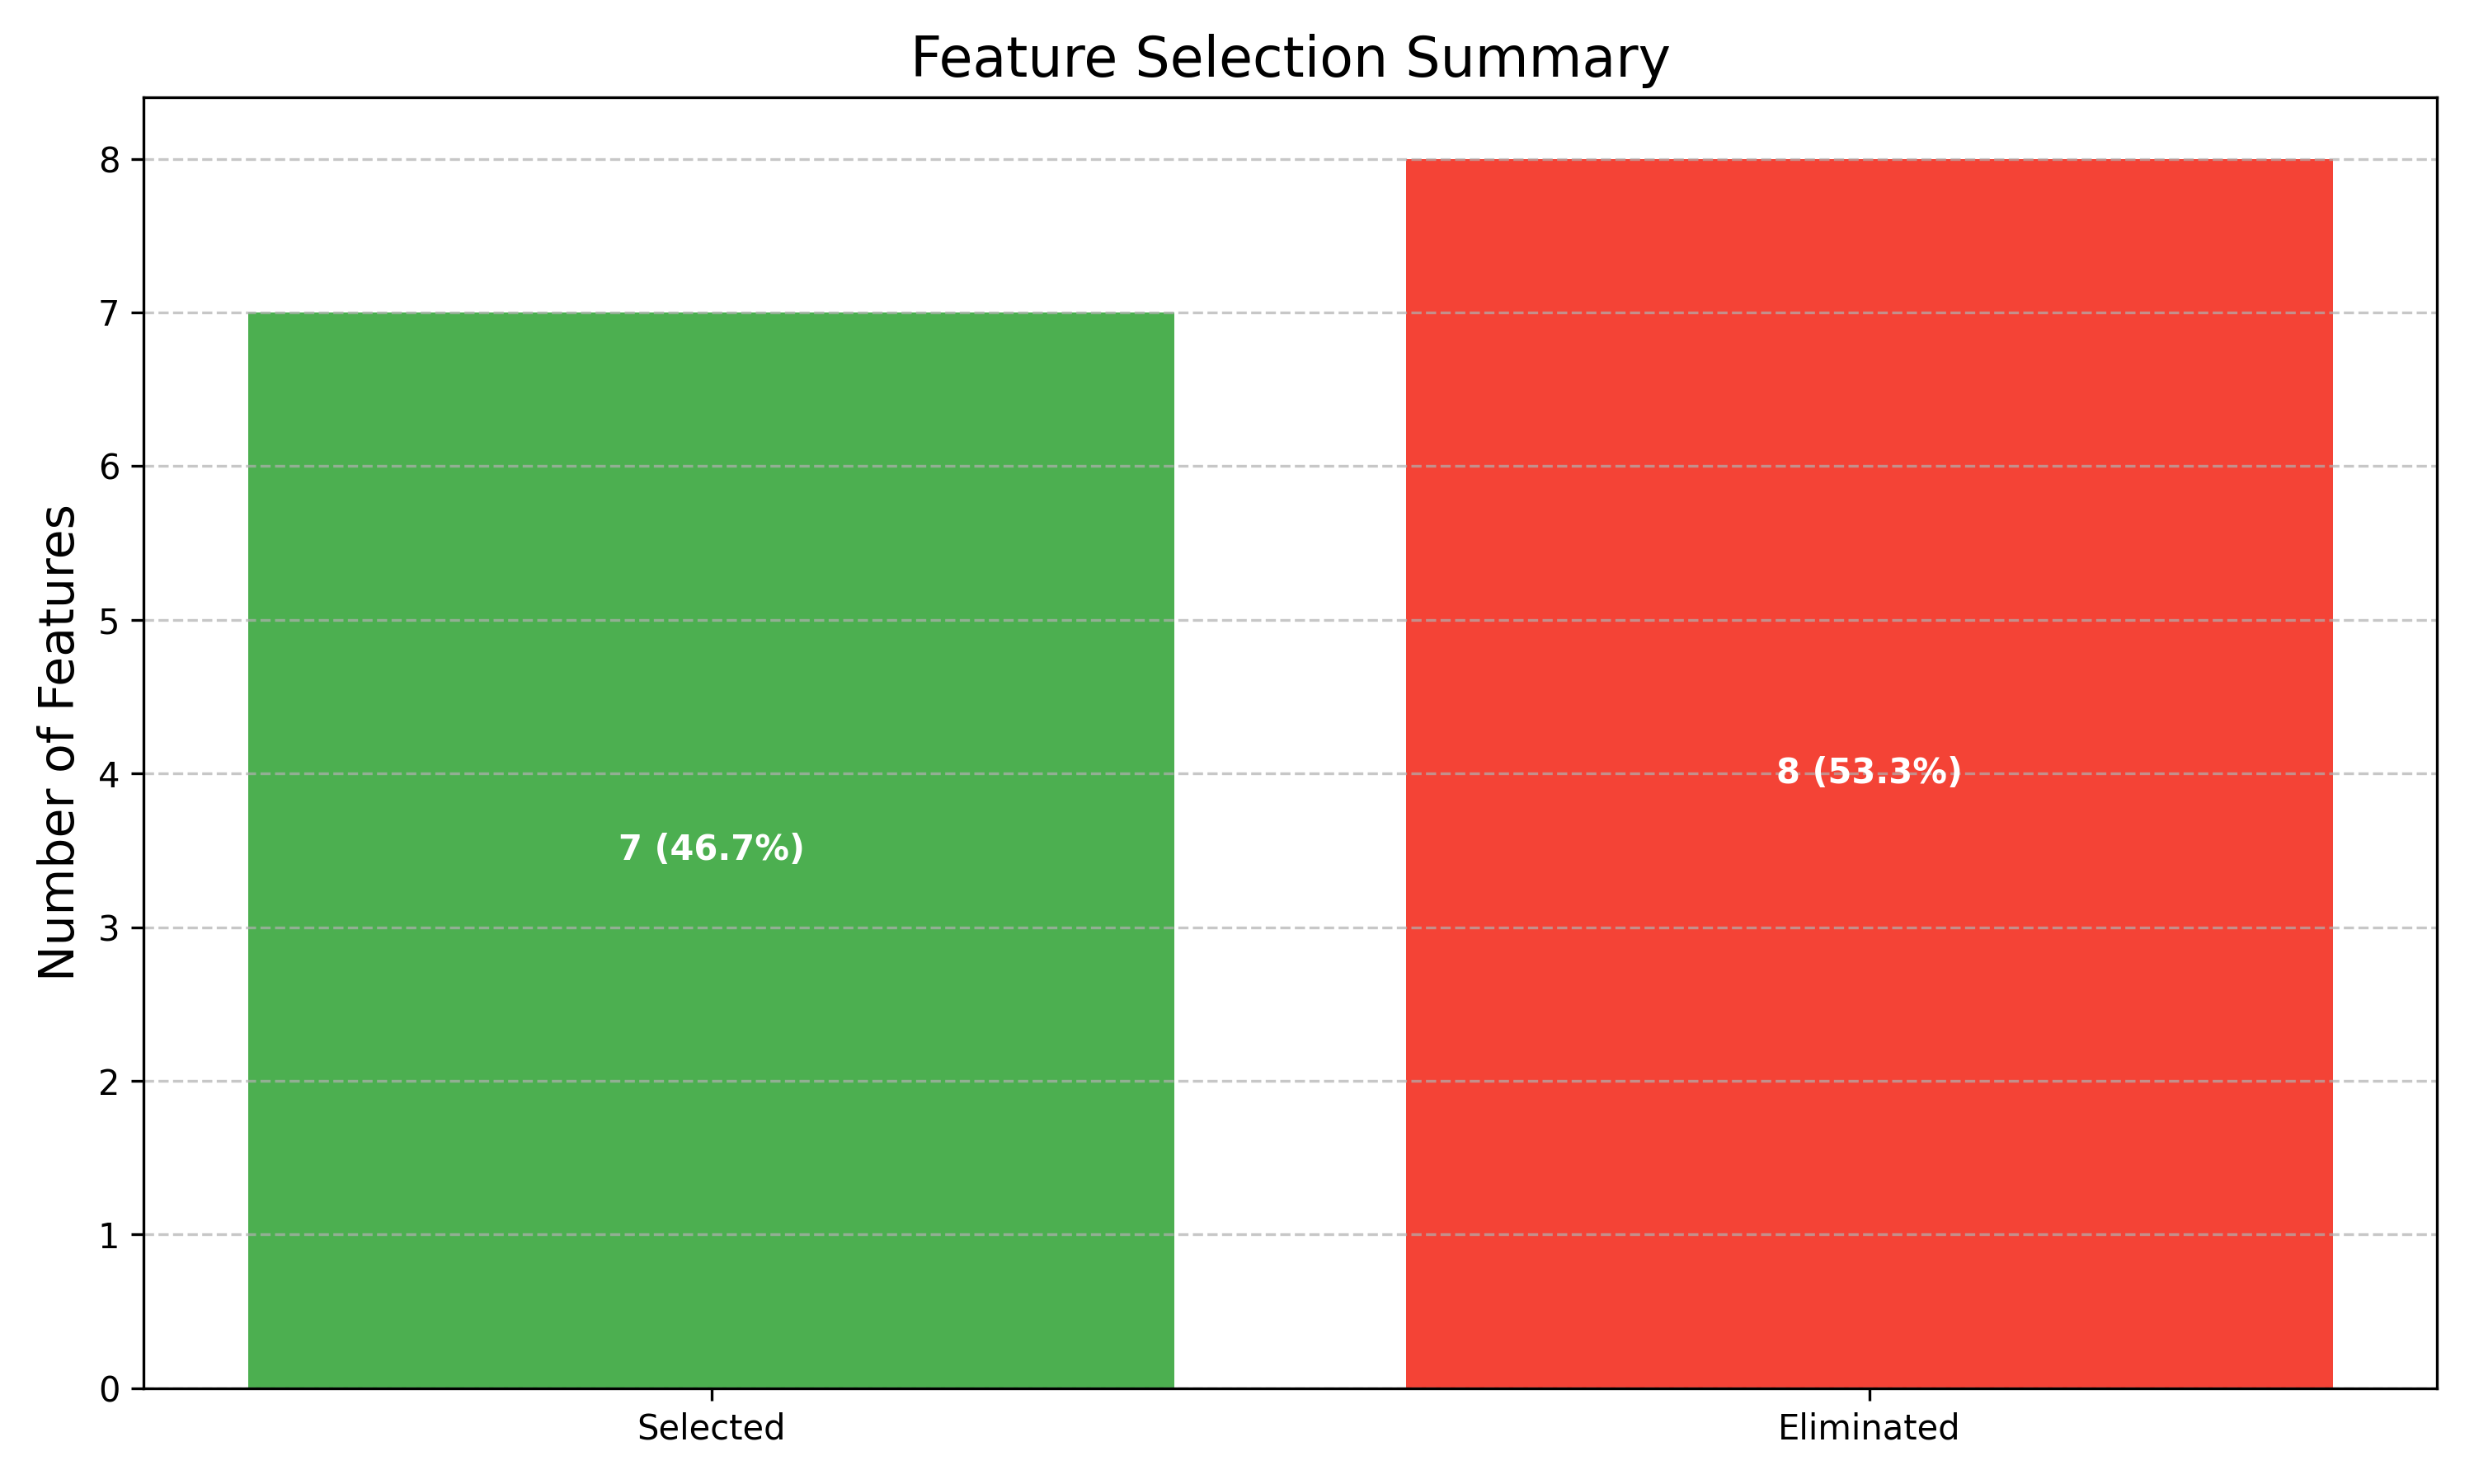 Feature Selection Summary
Number of Features
8
7
6
5
4
3
2
1
0
7 (46.7%)
8 (53.3%)
Selected
Eliminated